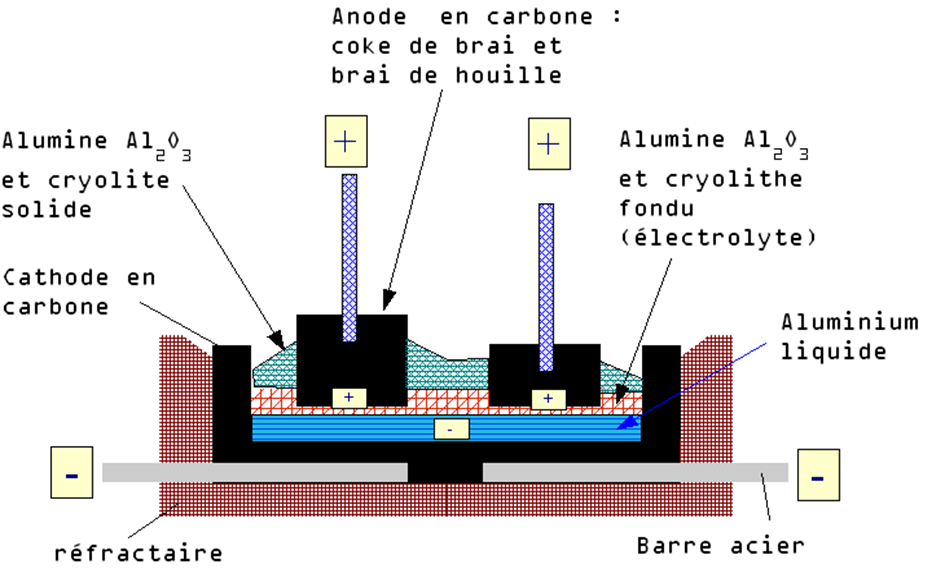 Anode en carbone :
coke de brai et
brai de houille
+
+
Alumine Al2O3
et cryolite
solide
Alumine Al2O3
et cryolithe
fondu
(électrolyte)
Cathode en
carbone
Aluminium
liquide
+
+
-
-
-
réfractaire
Barre acier